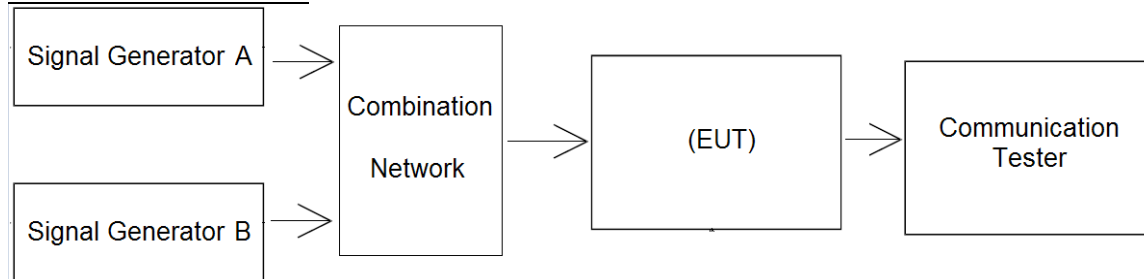 Signal Generator A
Combination
Network
(EUT)
Communication
Tester
Signal Generator B